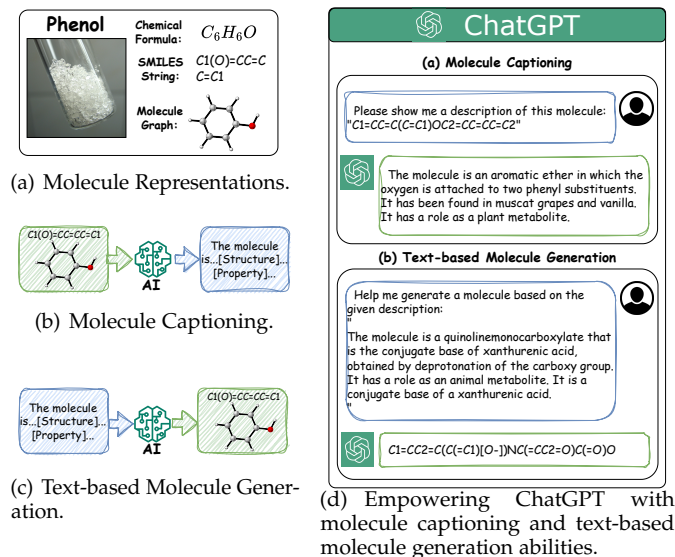 Phenol
Chemical
Formula:
C6H6O
SMILES
String:
C1(O)=CC=C
C=C1
Molecule
Graph:
(a) Molecule Representations.
C1(O)=CC=CC=C1
AI
The molecule
is...[Structure]...
[Property]...
(b) Molecule Captioning.
The molecule
is...[Structure]...
[Property]...
AI
C1(O)=CC=CC=C1
(c) Text-based Molecule Gener-
ation.
ChatGPT
(a) Molecule Captioning
Please show me a description of this molecule:
"C1=CC=C(C=C1)OC2=CC=CC=C2"
The molecule is an aromatic ether in which the
oxygen is attached to two phenyl substituents.
It has been found in muscat grapes and vanilla.
It has a role as a plant metabolite.
(b) Text-based Molecule Generation
Help me generate a molecule based on the
given description:
"
The molecule is a quinolinemonocarboxylate that
is the conjugate base of xanthurenic acid,
obtained by deprotonation of the carboxy group.
It has a role as an animal metabolite. It is a
conjugate base of a xanthurenic acid.
"
C1=CC2=C(C(=C1)[O-])NC(=CC2=O)C(=O)O
(d) Empowering ChatGPT with
molecule captioning and text-based
molecule generation abilities.